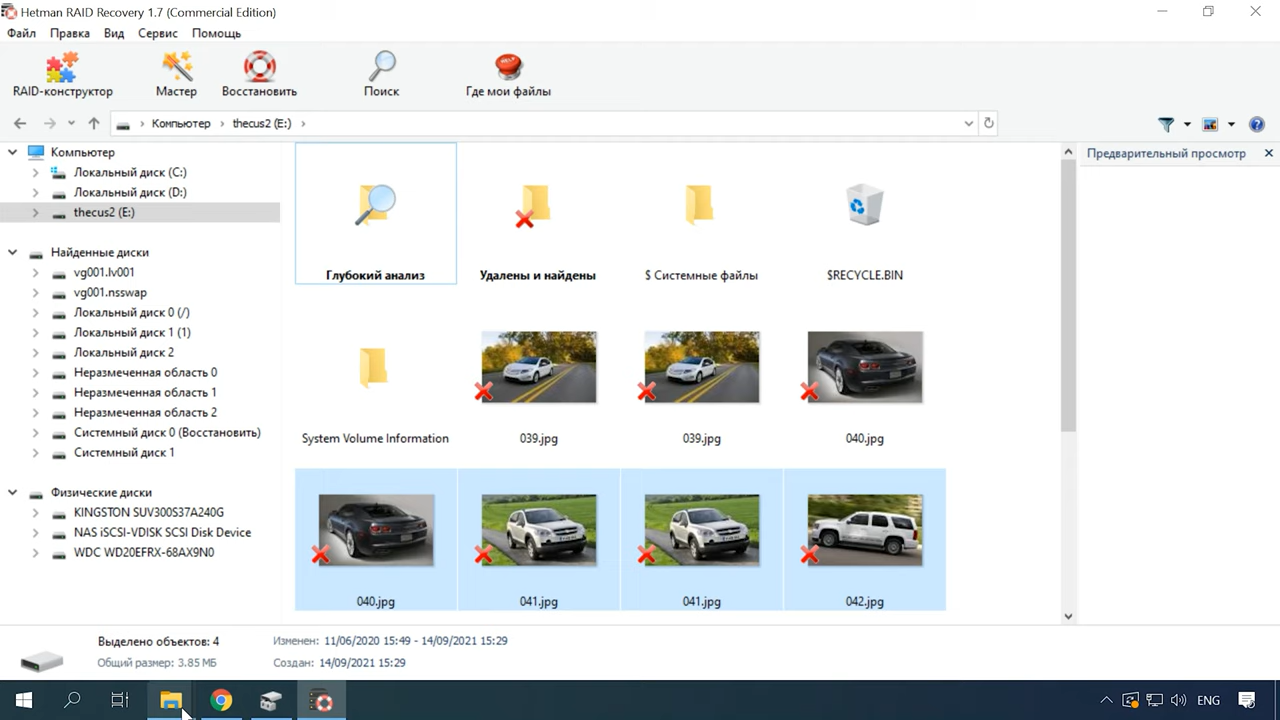 Hetman RAID Recovery 1.7 (Commercial Edition)
Файл Правка Вид Сервис Помощь
RAID-конструктор Мастер Восстановить Поиск Где мои файлы
Компьютер thecus2 (E:)
Компьютер
Локальный диск (C:)
Локальный диск (D:)
thecus2 (E:)
Найденные диски
vg001.lv001
vg001.nsswap
Локальный диск 0 (/)
Локальный диск 1 (1)
Локальный диск 2
Неразмеченная область 0
Неразмеченная область 1
Неразмеченная область 2
Системный диск 0 (Восстановить)
Системный диск 1
Физические диски
KINGSTON SUV300S37A240G
NAS iSCSI-VDISK SCSI Disk Device
WDC WD20EFRX-68AX9N0
Глубокий анализ Удалены и найдены $ Системные файлы $RECYCLE.BIN
System Volume Information 039.jpg 039.jpg 040.jpg
040.jpg 041.jpg 041.jpg 042.jpg
Предварительный просмотр
Выделено объектов: 4 Изменен: 11/06/2020 15:49 - 14/09/2021 15:29
Общий размер: 3.85 МБ Создан: 14/09/2021 15:29
ENG